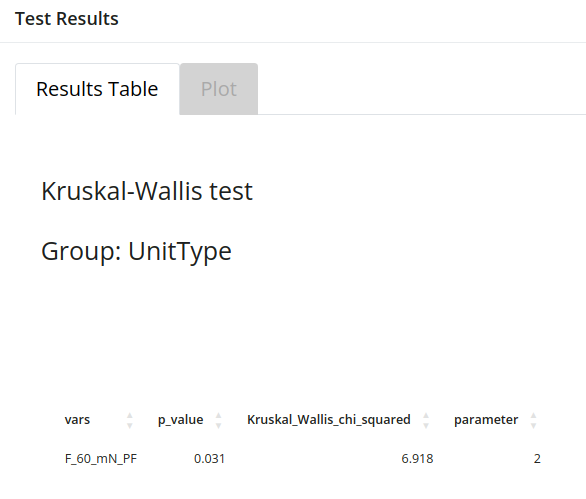 Test Results
Results Table Plot
Kruskal-Wallis test
Group: UnitType
vars p_value Kruskal_Wallis_chi_squared parameter
F_60_mN_PF 0.031 6.918 2